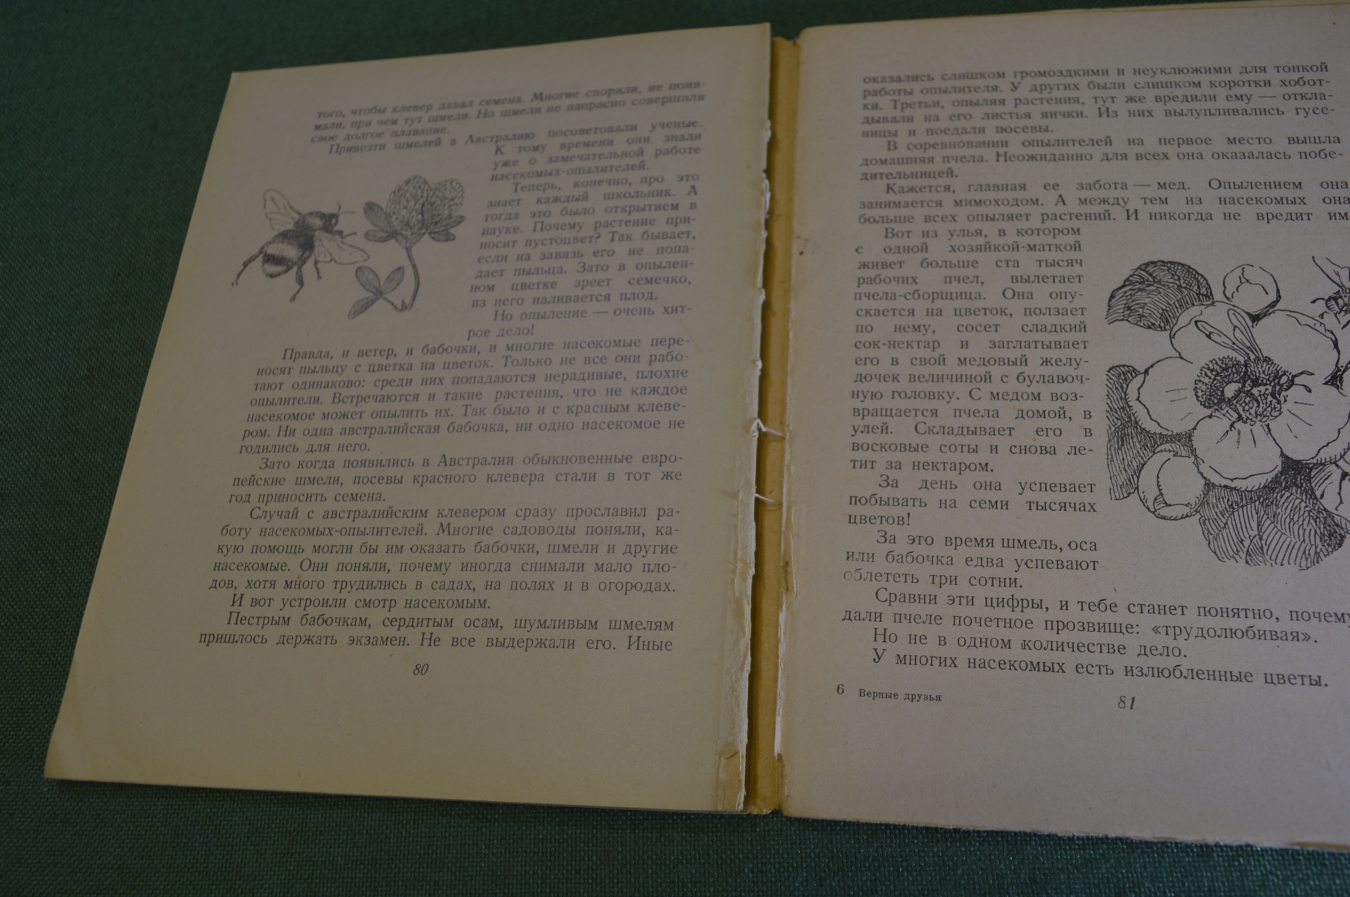 того, чтобы клевер давал семена. Многие спорили, не пони-
мали, при чем тут шмели. Но шмели не напрасно совершили
свое долгое плавание.
Привезти шмелей в Австралию посоветовали ученые.
К тому времени они знали
уже о замечательной работе
насекомых-опылителей.
Теперь, конечно, про это
знает каждый школьник. А
тогда это было открытием в
науке. Почему растение при-
носит пустоцвет? Так бывает,
если на завязь его не попа-
дает пыльца. Зато в опылен-
ном цветке зреет семечко,
из него наливается плод.
Но опыление — очень хит-
рое дело!
Правда, и ветер, и бабочки, и многие насекомые пере-
носят пыльцу с цветка на цветок. Только не все они рабо-
тают одинаково: среди них попадаются нерадивые, плохие
опылители. Встречаются и такие растения, что не каждое
насекомое может опылить их. Так было и с красным клеве-
ром. Ни одна австралийская бабочка, ни одно насекомое не
годились для него.
Зато когда появились в Австралии обыкновенные евро-
пейские шмели, посевы красного клевера стали в тот же
год приносить семена.
Случай с австралийским клевером сразу прославил ра-
боту насекомых-опылителей. Многие садоводы поняли, ка-
кую помощь могли бы им оказать бабочки, шмели и другие
насекомые. Они поняли, почему иногда снимали мало пло-
дов, хотя много трудились в садах, на полях и в огородах.
И вот устроили смотр насекомым.
Пестрым бабочкам, сердитым осам, шумливым шмелям
пришлось держать экзамен. Не все выдержали его. Иные
80
оказались слишком громоздкими и неуклюжими для тонкой
работы опылителя. У других были слишком коротки хобот-
ки. Третьи, опыляя растения, тут же вредили ему — откла-
дывали на его листья яички. Из них вылупливались гусе-
ницы и поедали посевы.
В соревновании опылителей на первое место вышла
домашняя пчела. Неожиданно для всех она оказалась побе-
дительницей.
Кажется, главная ее забота — мед. Опылением она
занимается мимоходом. А между тем из насекомых она
больше всех опыляет растений. И никогда не вредит им
Вот из улья, в котором
с одной хозяйкой-маткой
живет больше ста тысяч
рабочих пчел, вылетает
пчела-сборщица. Она опу-
скается на цветок, ползает
по нему, сосет сладкий
сок-нектар и заглатывает
его в свой медовый желу-
дочек величиной с булавоч-
ную головку. С медом воз-
вращается пчела домой, в
улей. Складывает его в
восковые соты и снова ле-
тит за нектаром.
За день она успевает
побывать на семи тысячах
цветов!
За это время шмель, оса
или бабочка едва успевают
облететь три сотни.
Сравни эти цифры, и тебе станет понятно, почему
дали пчеле почетное прозвище: «трудолюбивая».
Но не в одном количестве дело.
У многих насекомых есть излюбленные цветы.
6 Верные друзья
81